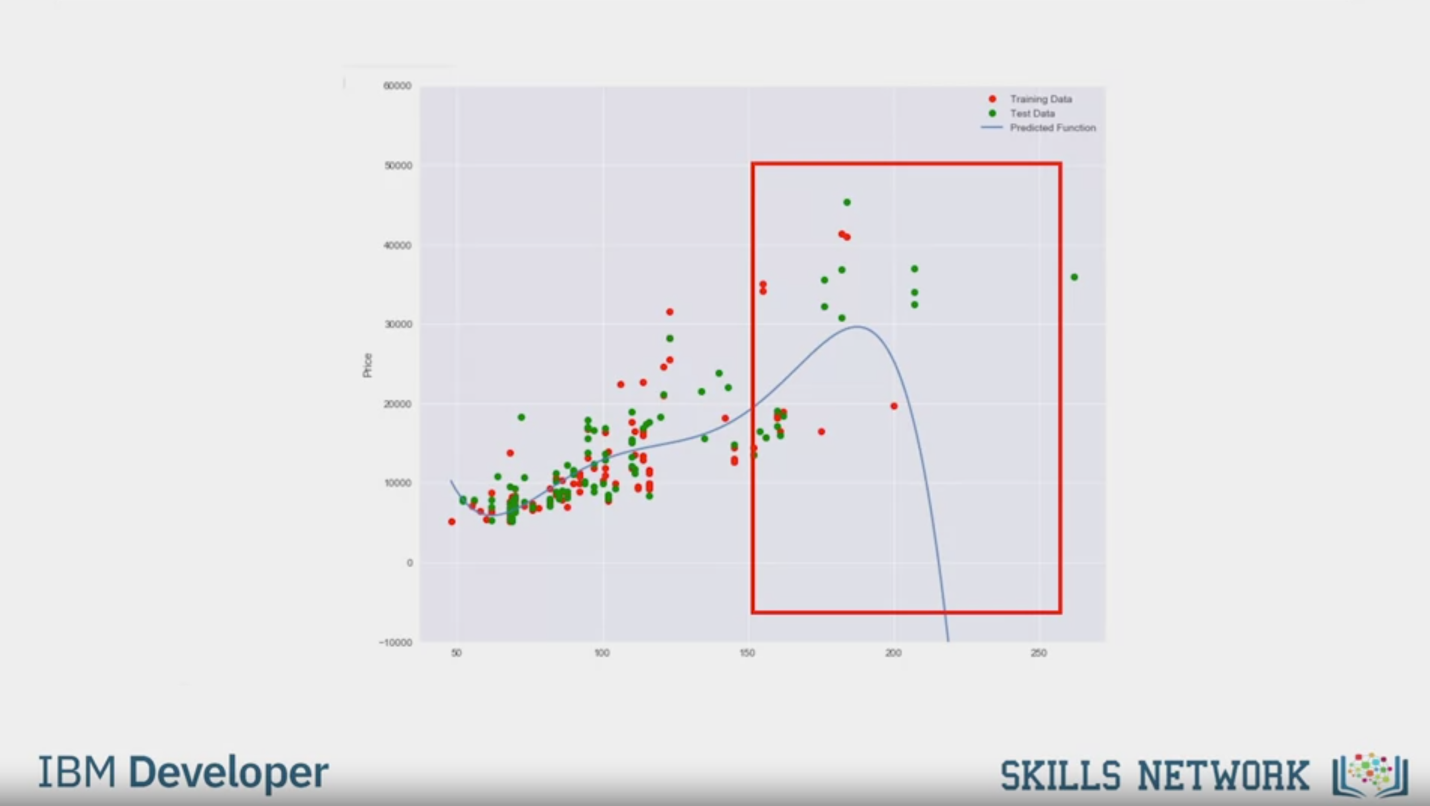 60000
50000
40000
30000
20000
10000
0
−10000
Price
50 100 150 200 250
Training Data
Test Data
Predicted Function
IBM Developer
SKILLS NETWORK